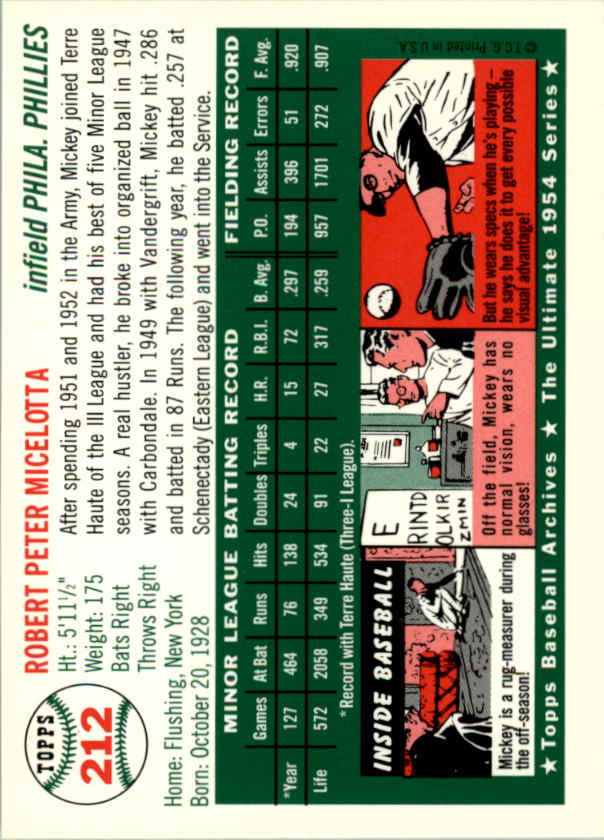 TOPPS
212
ROBERT PETER MICELOTTA
infield PHILA. PHILLIES
Ht.: 5'11½"
Weight: 175
Bats Right
Throws Right
Home: Flushing, New York
Born: October 20, 1928
After spending 1951 and 1952 in the Army, Mickey joined Terre
Haute of the III League and had his best of five Minor League
seasons. A real hustler, he broke into organized ball in 1947
with Carbondale. In 1949 with Vandergrift, Mickey hit .286
and batted in 87 Runs. The following year, he batted .257 at
Schenectady (Eastern League) and went into the Service.
MINOR LEAGUE BATTING RECORD FIELDING RECORD
Games At Bat Runs Hits Doubles Triples H.R. R.B.I. B. Avg. P.O. Assists Errors F. Avg.
*Year 127 464 76 138 24 4 15 72 .297 194 396 51 .920
Life 572 2058 349 534 91 22 27 317 .259 957 1701 272 .907
*Record with Terre Haute (Three-I League).
INSIDE BASEBALL
Mickey is a rug-measurer during
the off-season!
E
RINTD
OLKIR
ZMIN
Off the field, Mickey has
normal vision, wears no
glasses!
But he wears specs when he's playing –
he says he does it to get every possible
visual advantage!
© T.C.G. Printed in U.S.A.
★ Topps Baseball Archives ★ The Ultimate 1954 Series ★